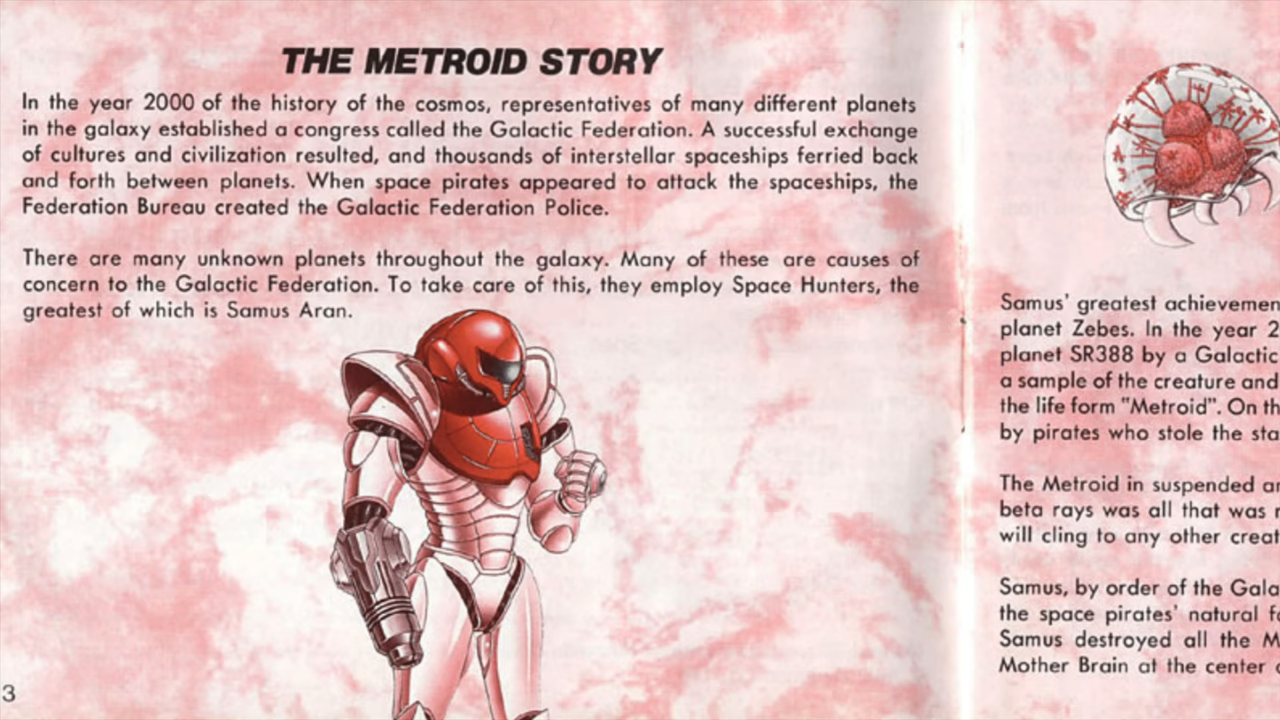 THE METROID STORY
In the year 2000 of the history of the cosmos, representatives of many different planets
in the galaxy established a congress called the Galactic Federation. A successful exchange
of cultures and civilization resulted, and thousands of interstellar spaceships ferried back
and forth between planets. When space pirates appeared to attack the spaceships, the
Federation Bureau created the Galactic Federation Police.
There are many unknown planets throughout the galaxy. Many of these are causes of
concern to the Galactic Federation. To take care of this, they employ Space Hunters, the
greatest of which is Samus Aran.
3
Samus' greatest
planet Zebes. In the year
planet SR388 by a Galactic
a sample of the creature and
the life form "Metroid". On
by pirates who stole the
The Metroid in suspended
beta rays was all that was
will cling to any other
Samus, by order of the
the space pirates' natural
Samus destroyed all the
Mother Brain at the center